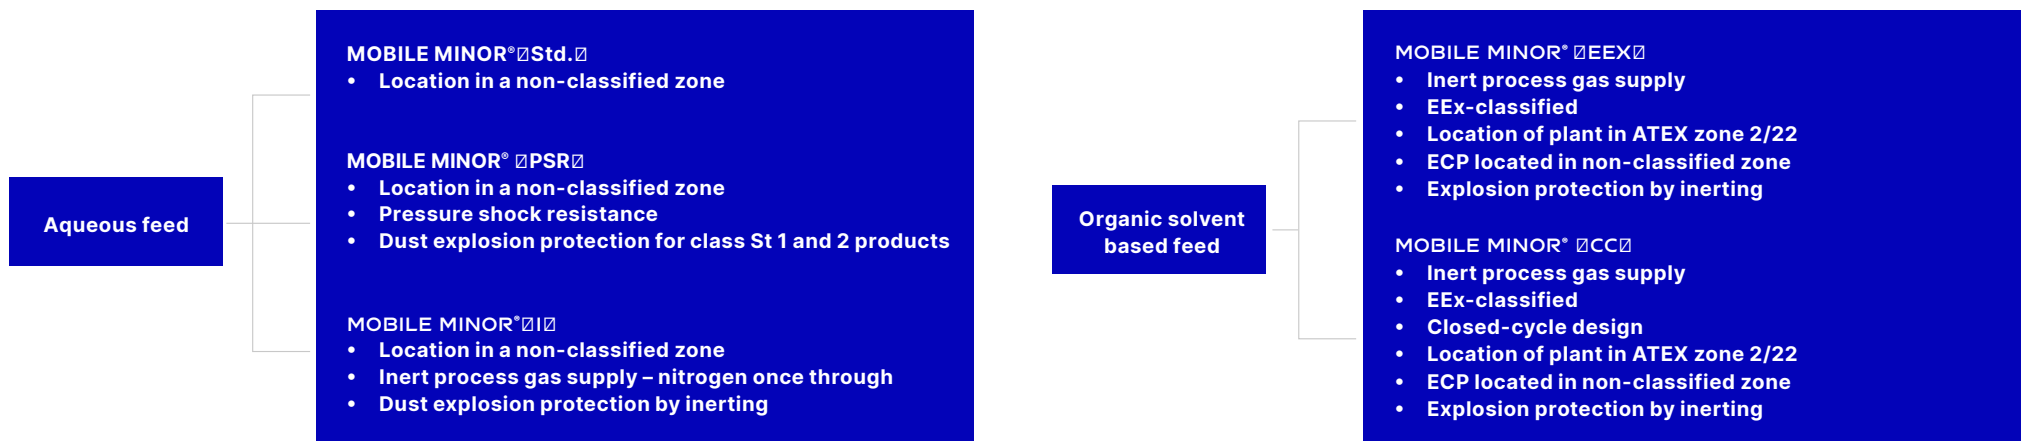 Aqueous feed
MOBILE MINOR® Std.
• Location in a non-classified zone
MOBILE MINOR® PSR
• Location in a non-classified zone
• Pressure shock resistance
• Dust explosion protection for class St 1 and 2 products
MOBILE MINOR® I
• Location in a non-classified zone
• Inert process gas supply – nitrogen once through
• Dust explosion protection by inerting
Organic solvent
based feed
MOBILE MINOR® EEX
• Inert process gas supply
• EEx-classified
• Location of plant in ATEX zone 2/22
• ECP located in non-classified zone
• Explosion protection by inerting
MOBILE MINOR® CC
• Inert process gas supply
• EEx-classified
• Closed-cycle design
• Location of plant in ATEX zone 2/22
• ECP located in non-classified zone
• Explosion protection by inerting